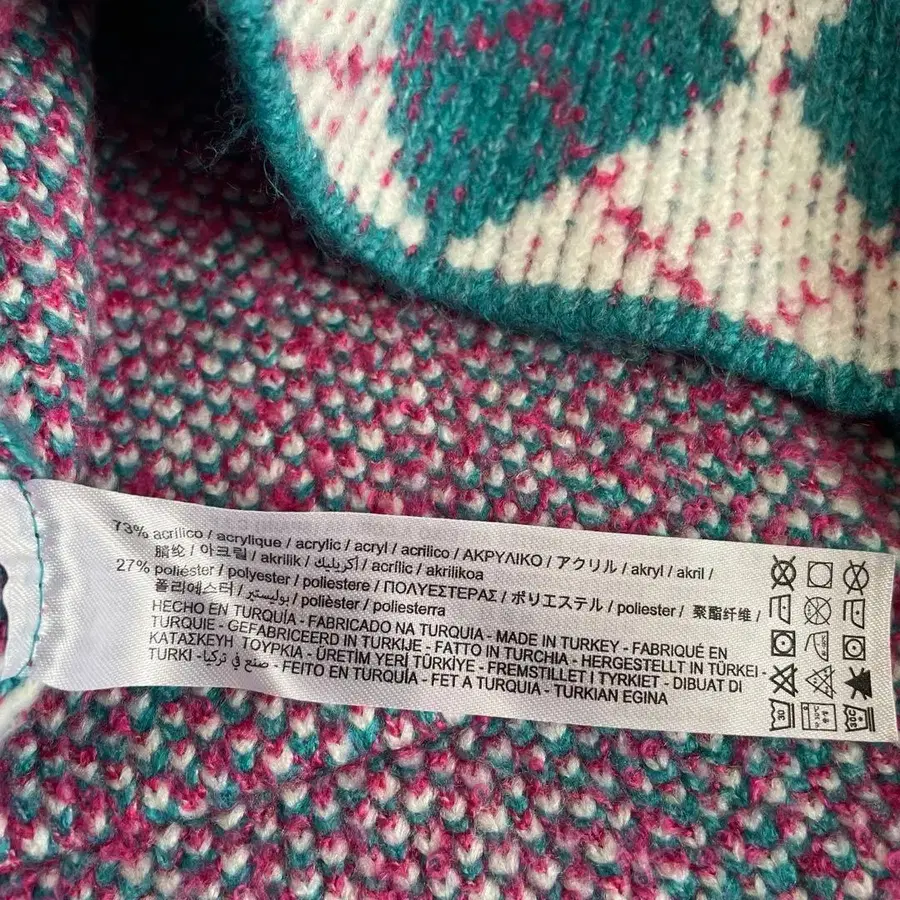 73% acrílico / acrylique / acrylic / acryl / acrilico / ΑΚΡΥΛΙΚΟ / アクリル / akryl / akril /
腈纶 / 아크릴 / akrilik / أكريليك / acrílic / akrilikoa
27% poliéster / polyester / poliestere / ΠΟΛΥΕΣΤΕΡΑΣ / ポリエステル / poliester / 聚酯纤维 /
폴리에스터 / بوليستير / polièster / poliesterra
HECHO EN TURQUÍA - FABRICADO NA TURQUIA - MADE IN TURKEY - FABRIQUÉ EN
TURQUIE - GEFABRICEERD IN TURKIJE - FATTO IN TURCHIA - HERGESTELLT IN TÜRKEI -
ΚΑΤΑΣΚΕΥΗ ΤΟΥΡΚΙΑ - ÜRETIM YERİ TÜRKİYE - FREMSTILLET I TYRKIET - DIBUAT DI
TURKI - صنع في تركيا - FEITO EN TURQUÍA - FET A TURQUIA - TURKIAN EGINA